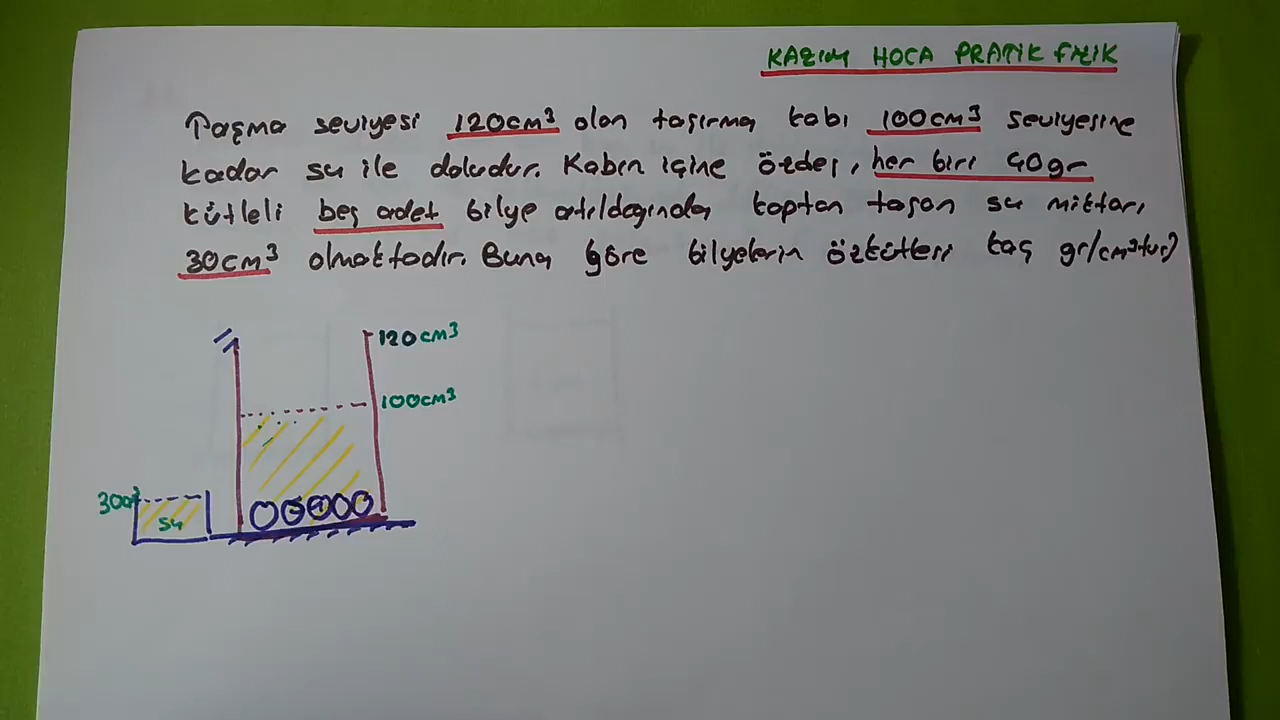 KAZIM HOCA PRATİK FİZİK
Taşma seviyesi 120cm³ olan taşırma kabı 100cm³ seviyesine
kadar su ile doludur. Kabın içine özdeş, her biri 40gr
kütleli beş adet bilye atıldığında kaptan taşan su miktarı
30cm³ olmaktadır. Buna göre bilyelerin özkütlesi kaç gr/cm³tür?
120cm³
100cm³
30cm³
su